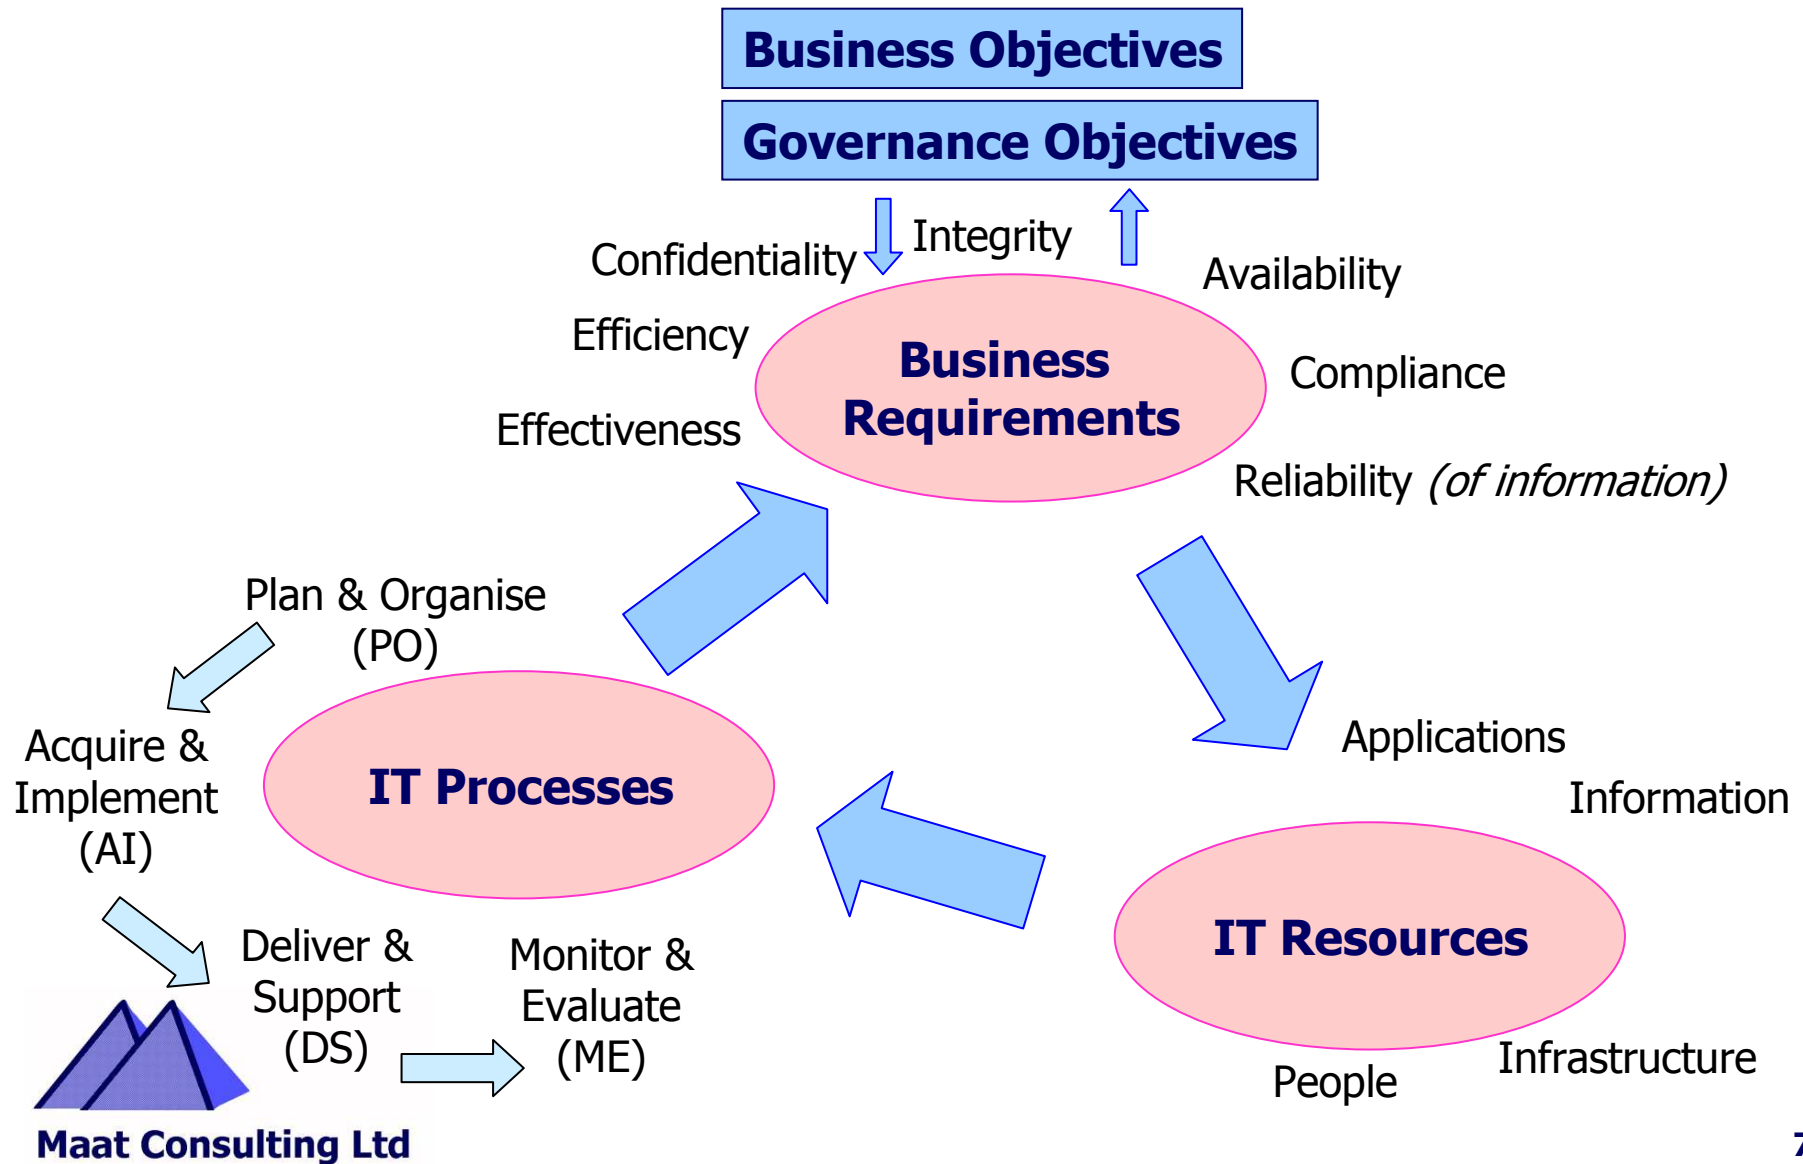 Business Objectives
Governance Objectives
Integrity
Confidentiality
Availability
Efficiency
Business
Requirements
Compliance
Effectiveness
Reliability (of information)
Plan & Organise
(PO)
Acquire &
Implement
(AI)
IT Processes
Applications
Information
Deliver &
Support
(DS)
Monitor &
Evaluate
(ME)
IT Resources
Infrastructure
People
Maat Consulting Ltd
7